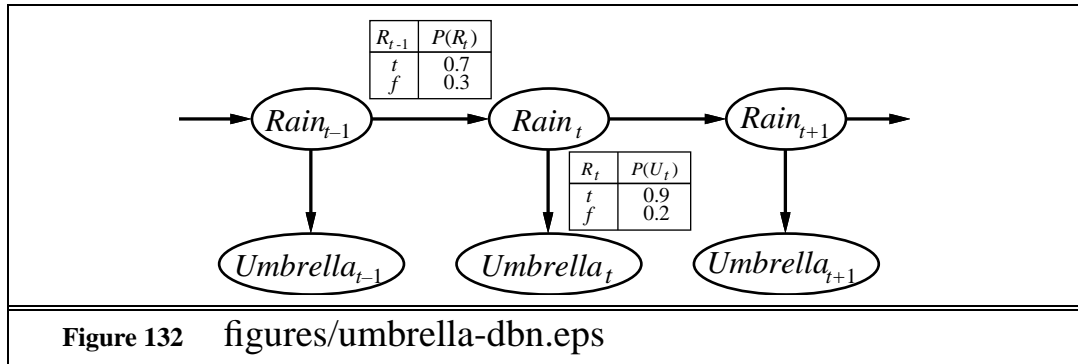 R_{t-1} P(R_t)
t 0.7
f 0.3
Rain_{t-1} Rain_t Rain_{t+1}
R_t P(U_t)
t 0.9
f 0.2
Umbrella_{t-1} Umbrella_t Umbrella_{t+1}
Figure 132 figures/umbrella-dbn.eps